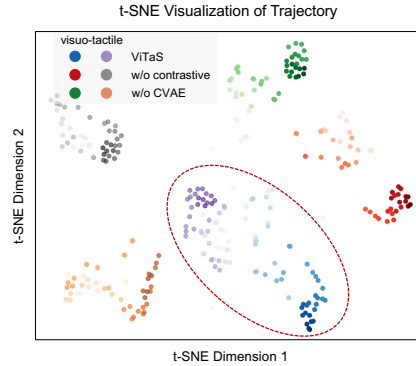 t-SNE Visualization of Trajectory
visuo-tactile
ViTaS
w/o contrastive
w/o CVAE
t-SNE Dimension 2
t-SNE Dimension 1